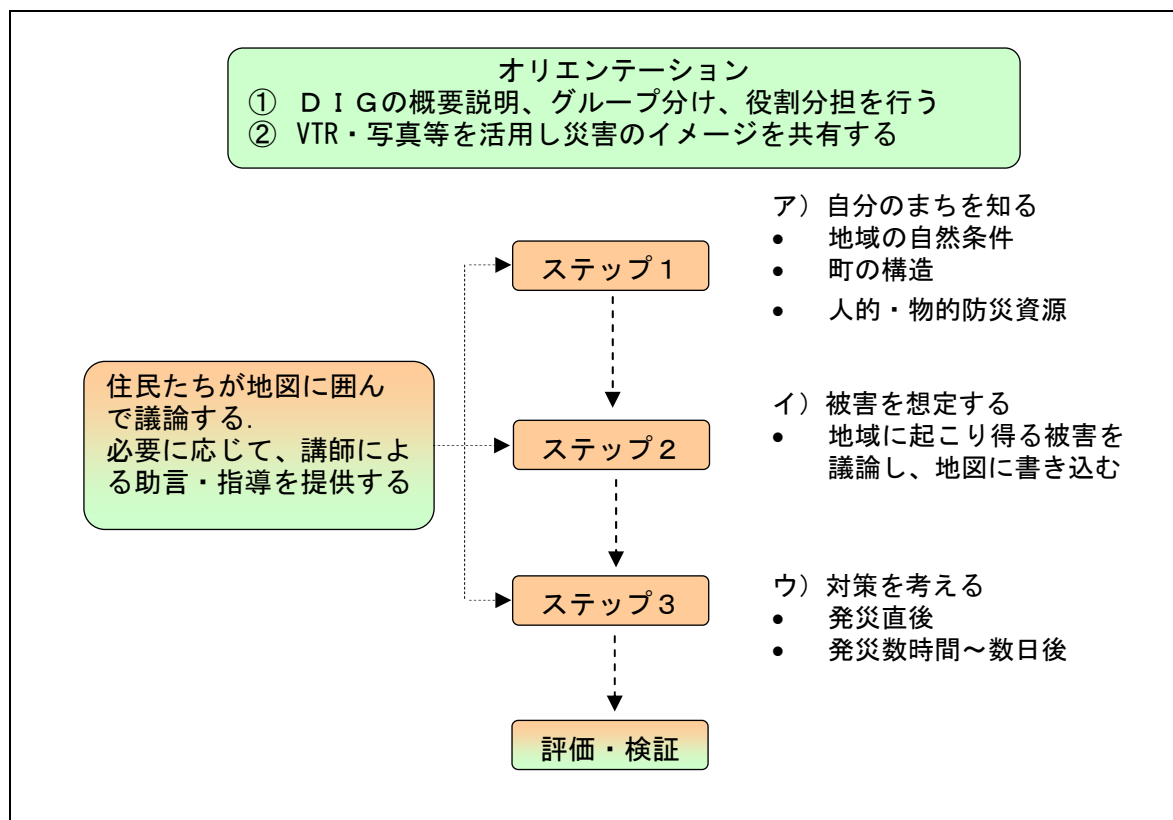 オリエンテーション
① ＤＩＧの概要説明、グループ分け、役割分担を行う
② VTR・写真等を活用し災害のイメージを共有する
ア）自分のまちを知る
• 地域の自然条件
• 町の構造
• 人的・物的防災資源
ステップ１
住民たちが地図に囲ん
で議論する.
必要に応じて、講師によ
る助言・指導を提供する
イ）被害を想定する
• 地域に起こり得る被害を
議論し、地図に書き込む
ステップ２
ウ）対策を考える
• 発災直後
• 発災数時間～数日後
ステップ３
評価・検証